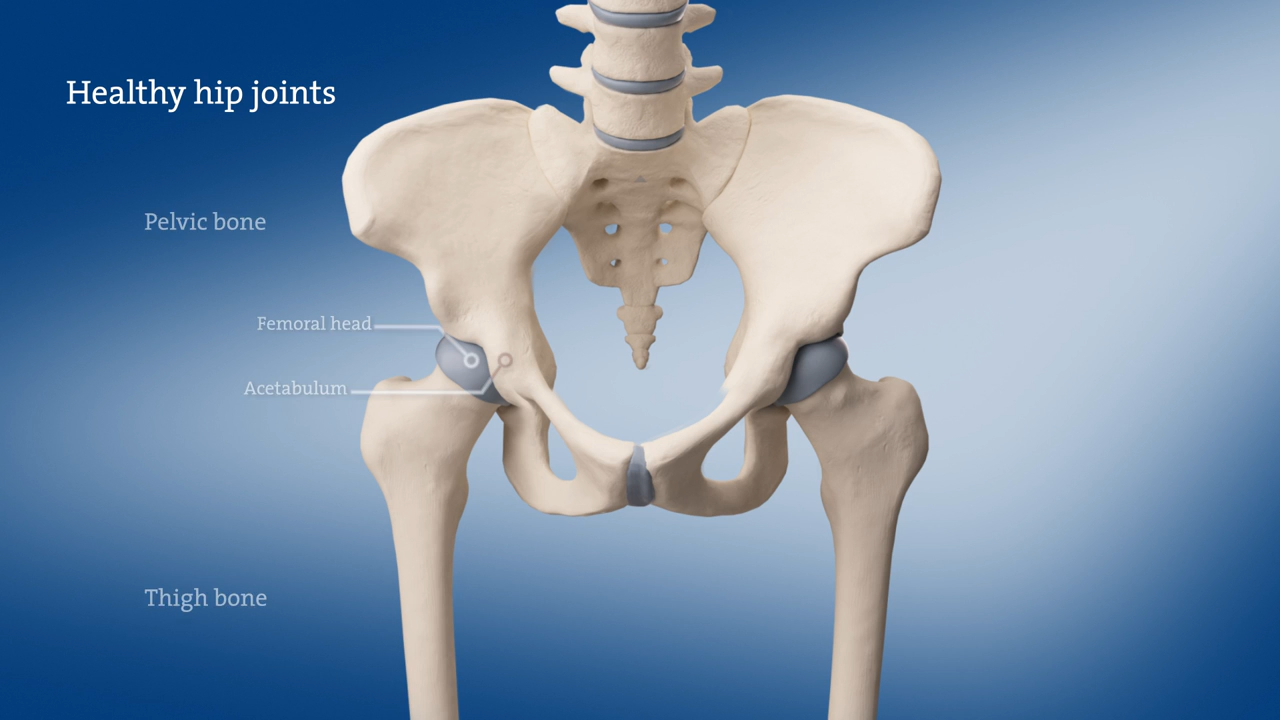 Healthy hip joints
Pelvic bone
Femoral head
Acetabulum
Thigh bone